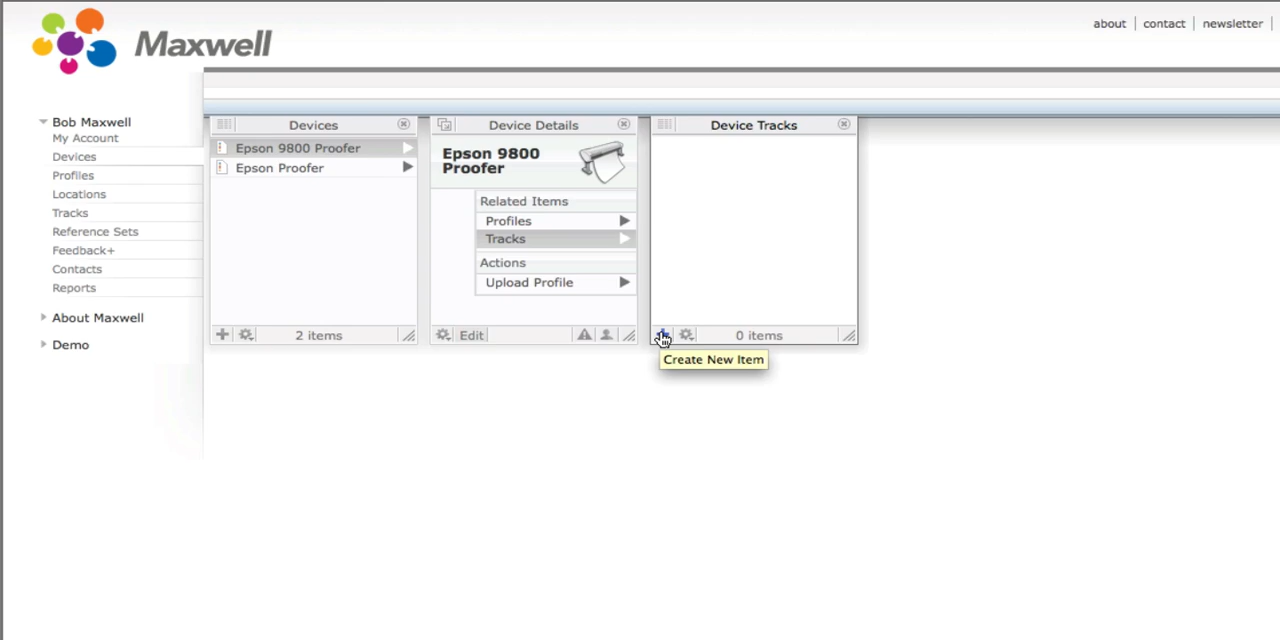 Maxwell
about
contact
newsletter
Bob Maxwell
My Account
Devices
Profiles
Locations
Tracks
Reference Sets
Feedback+
Contacts
Reports
About Maxwell
Demo
Devices
Epson 9800 Proofer
Epson Proofer
2 items
Device Details
Epson 9800
Proofer
Related Items
Profiles
Tracks
Actions
Upload Profile
Edit
Device Tracks
0 items
Create New Item